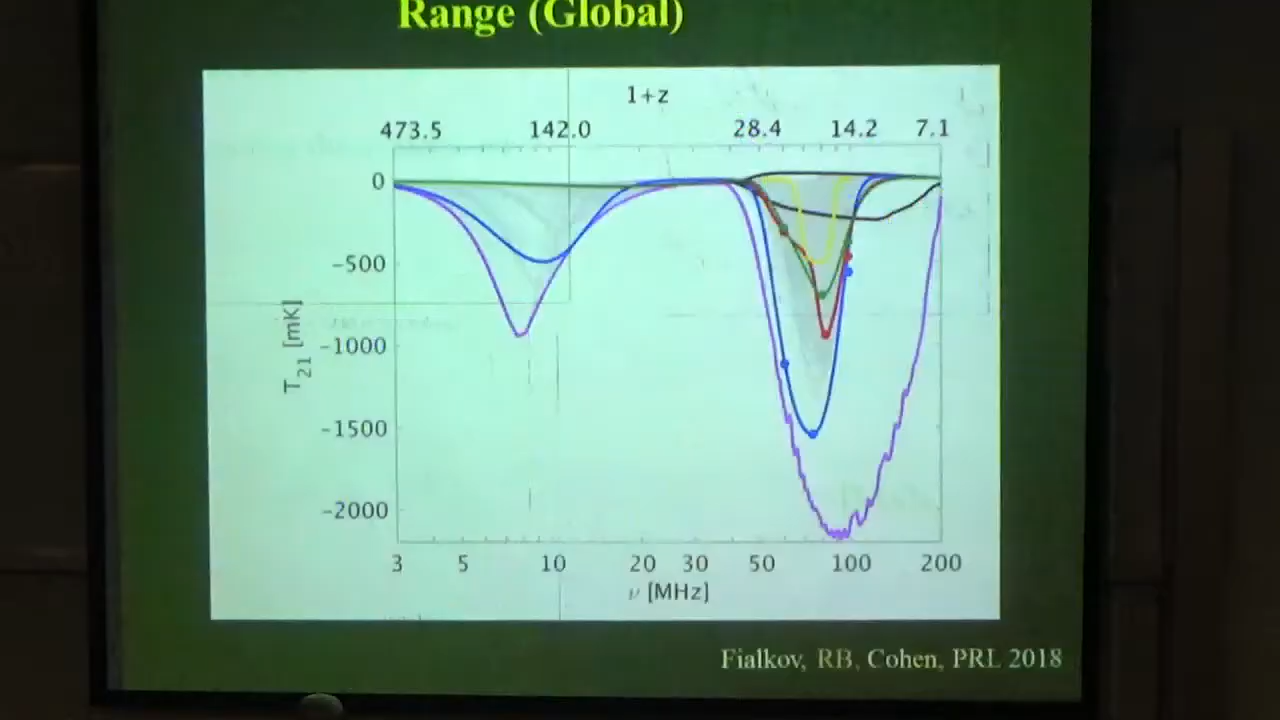 Range (Global)
1+z
473.5 142.0 28.4 14.2 7.1
0
-500
-1000
-1500
-2000
T21 [mK]
3 5 10 20 30 50 100 200
ν [MHz]
Fialkov, RB, Cohen, PRL 2018